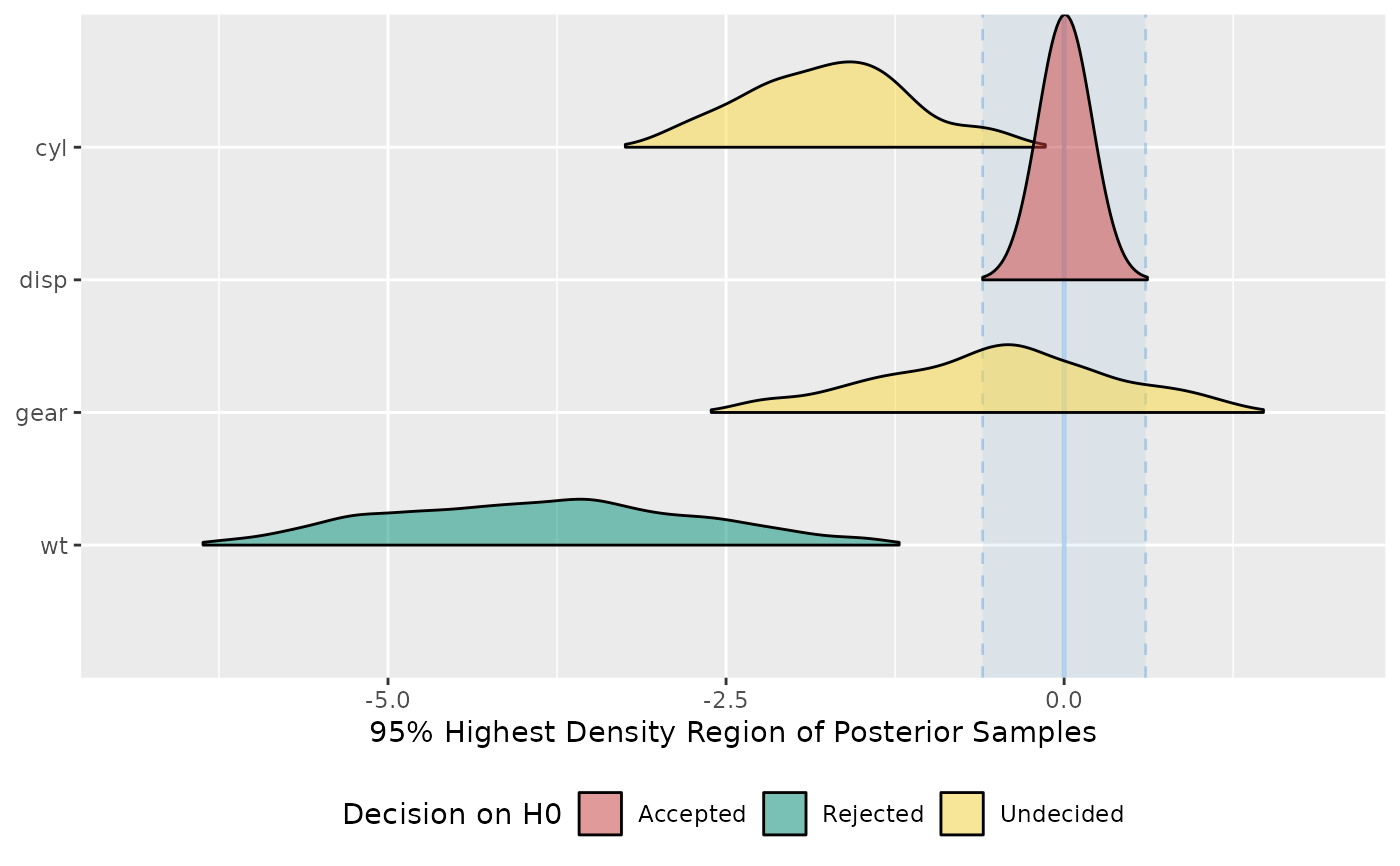 cyl
disp
gear
wt
-5.0 -2.5 0.0
95% Highest Density Region of Posterior Samples
Decision on H0 Accepted Rejected Undecided